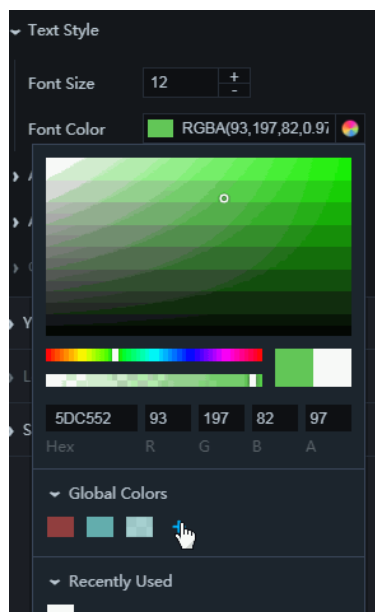 Text Style
Font Size 12 + -
Font Color RGBA(93,197,82,0.97
A
A
Y
L
S
5DC552 93 197 82 97
Hex R G B A
Global Colors
+
Recently Used